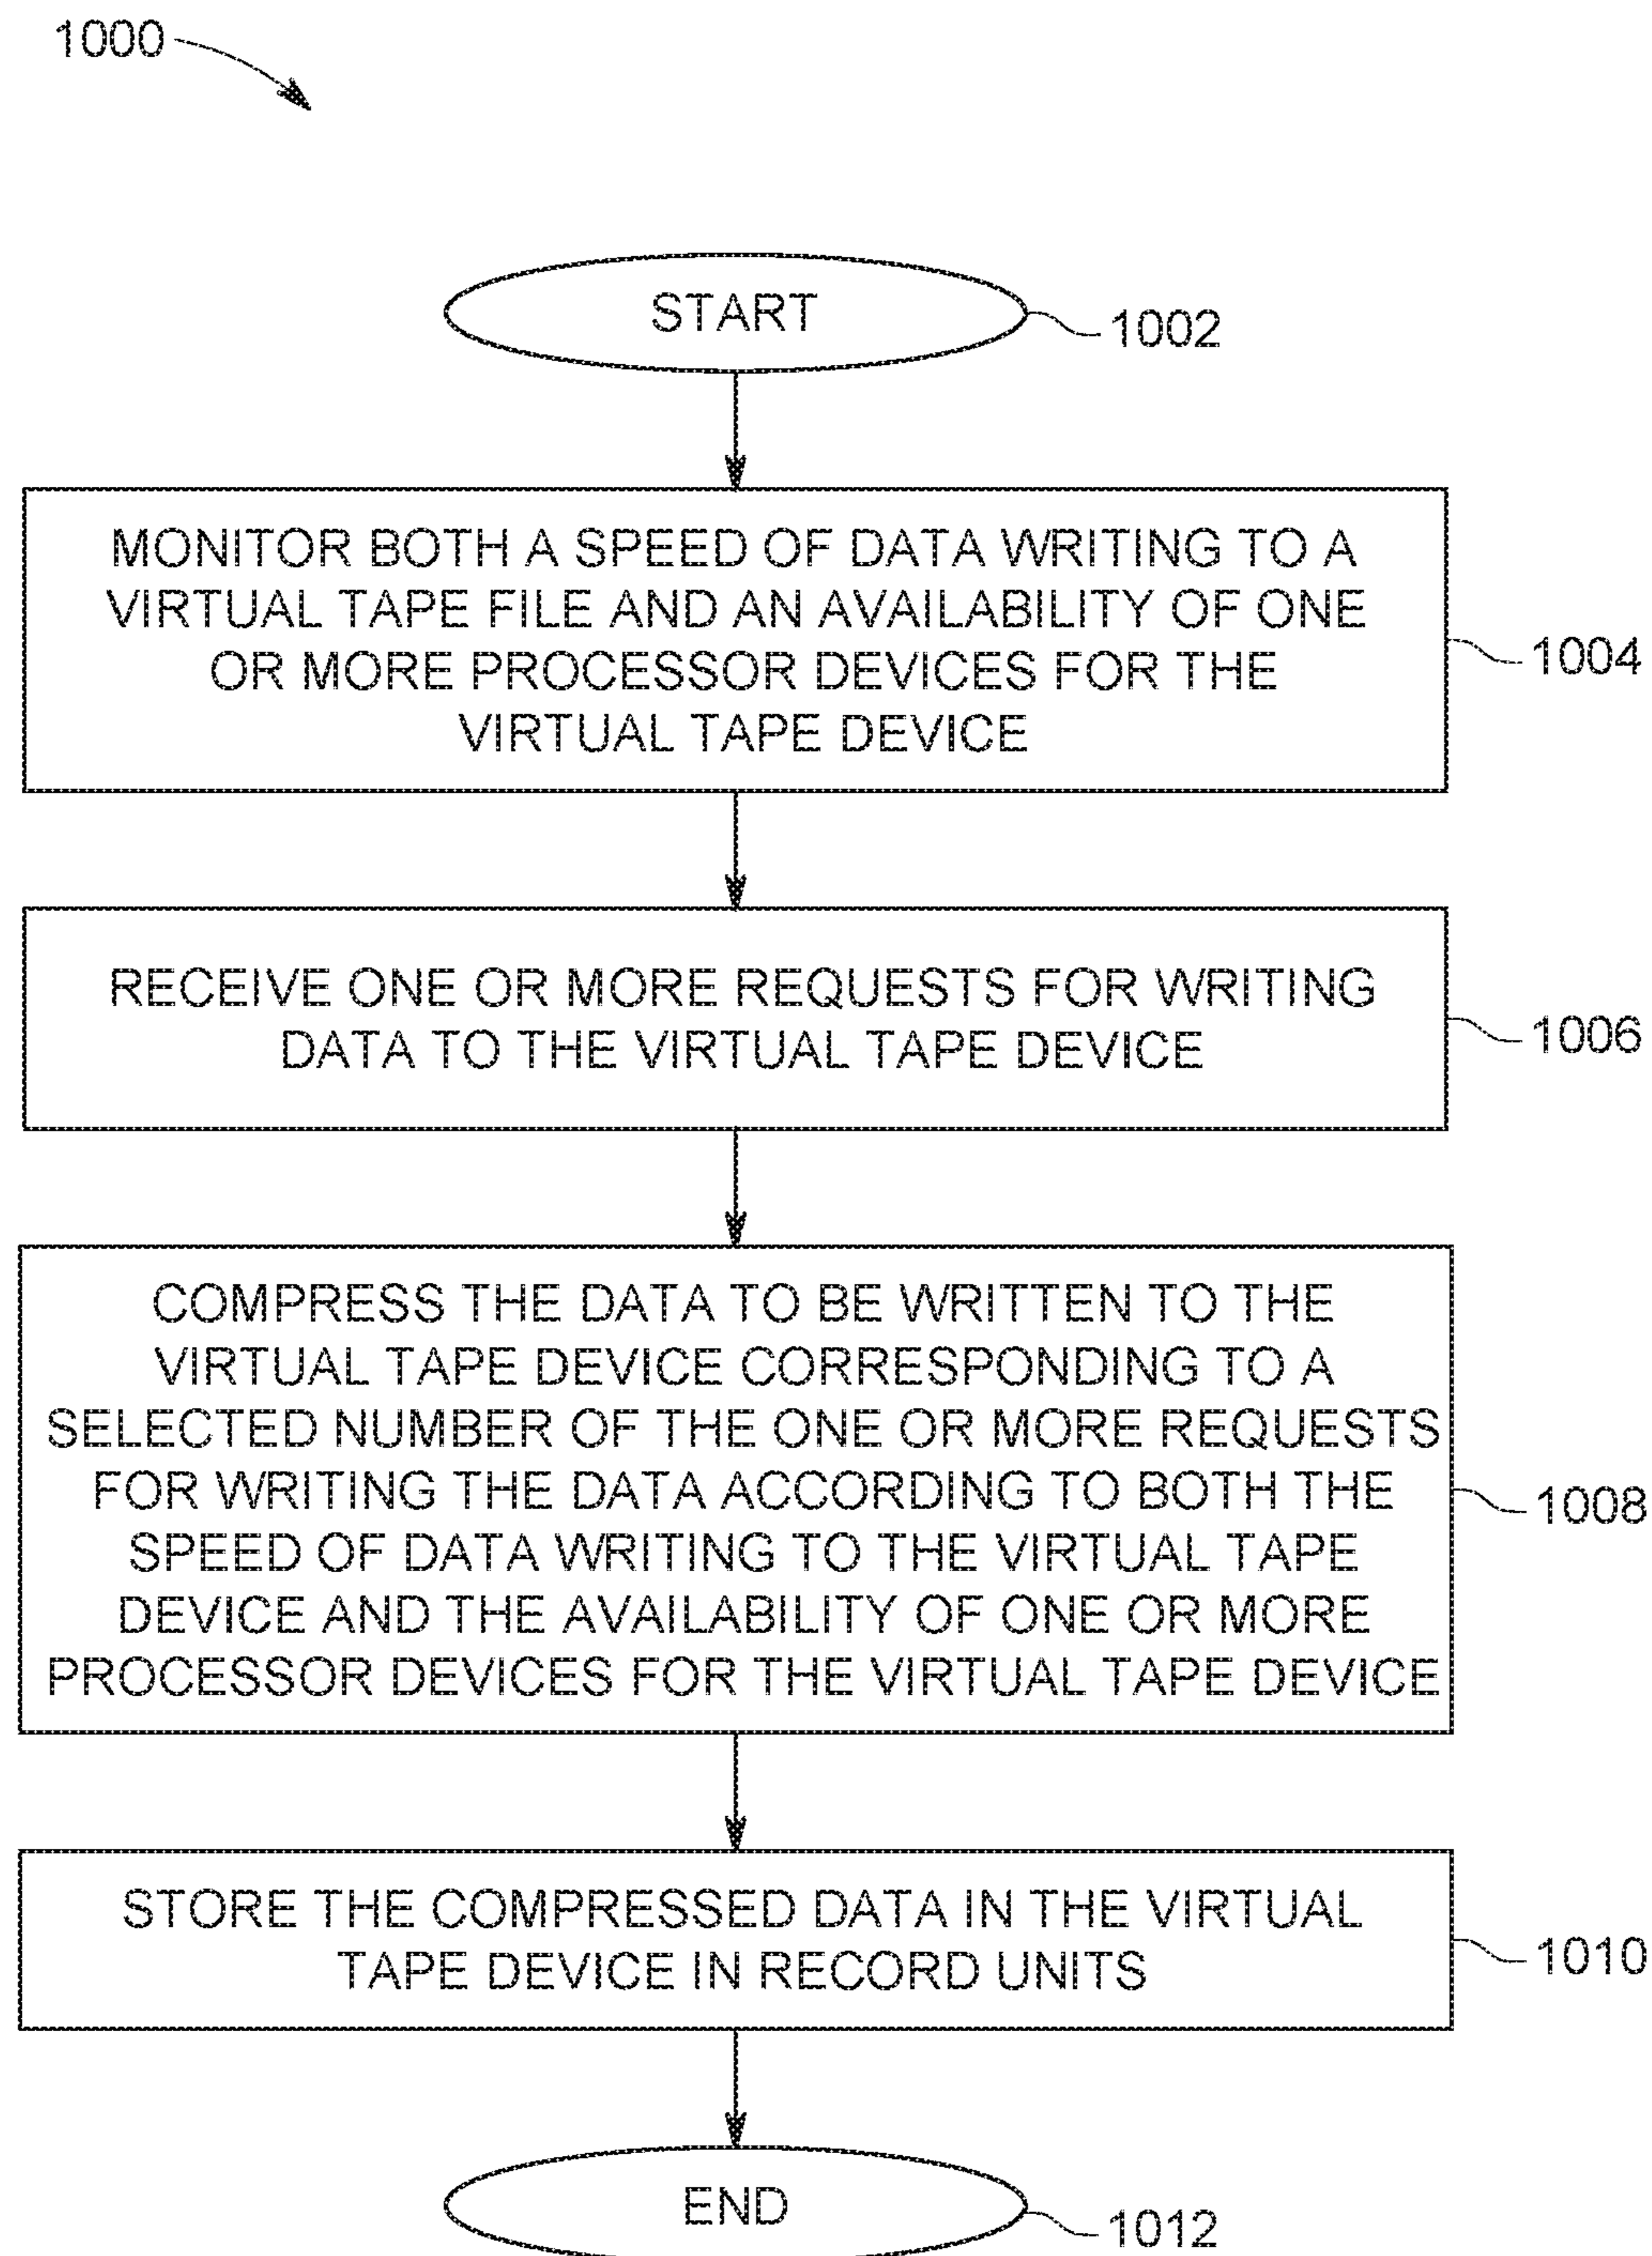 1000
START
1002
MONITOR BOTH A SPEED OF DATA WRITING TO A
VIRTUAL TAPE FILE AND AN AVAILABILITY OF ONE
OR MORE PROCESSOR DEVICES FOR THE
VIRTUAL TAPE DEVICE
1004
RECEIVE ONE OR MORE REQUESTS FOR WRITING
DATA TO THE VIRTUAL TAPE DEVICE
1006
COMPRESS THE DATA TO BE WRITTEN TO THE
VIRTUAL TAPE DEVICE CORRESPONDING TO A
SELECTED NUMBER OF THE ONE OR MORE REQUESTS
FOR WRITING THE DATA ACCORDING TO BOTH THE
SPEED OF DATA WRITING TO THE VIRTUAL TAPE
DEVICE AND THE AVAILABILITY OF ONE OR MORE
PROCESSOR DEVICES FOR THE VIRTUAL TAPE DEVICE
1008
STORE THE COMPRESSED DATA IN THE VIRTUAL
TAPE DEVICE IN RECORD UNITS
1010
END
1012